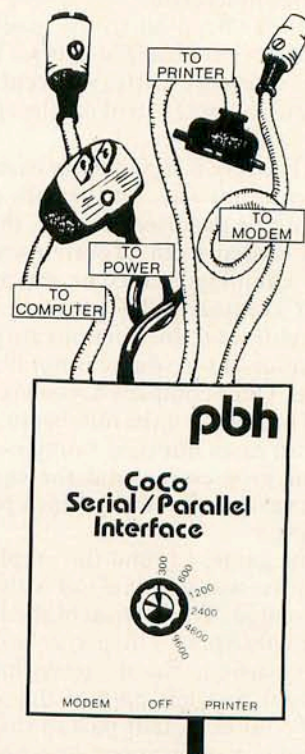 TO
PRINTER
TO
MODEM
TO
POWER
TO
COMPUTER
pbh
CoCo
Serial/Parallel
Interface
300
600
1200
2400
4600
9600
MODEM OFF PRINTER